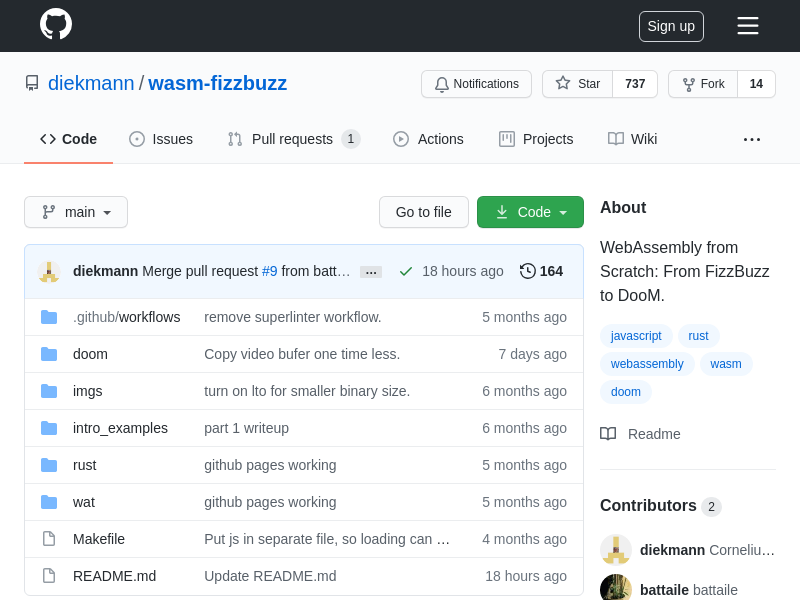 Sign up
diekmann / wasm-fizzbuzz
Notifications
Star 737
Fork 14
Code
Issues
Pull requests 1
Actions
Projects
Wiki
main
Go to file
Code
diekmann Merge pull request #9 from batt… … 18 hours ago 164
.github/workflows remove superlinter workflow. 5 months ago
doom Copy video bufer one time less. 7 days ago
imgs turn on lto for smaller binary size. 6 months ago
intro_examples part 1 writeup 6 months ago
rust github pages working 5 months ago
wat github pages working 5 months ago
Makefile Put js in separate file, so loading can … 4 months ago
README.md Update README.md 18 hours ago
About
WebAssembly from
Scratch: From FizzBuzz
to DooM.
javascript rust
webassembly wasm
doom
Readme
Contributors 2
diekmann Corneliu…
battaile battaile